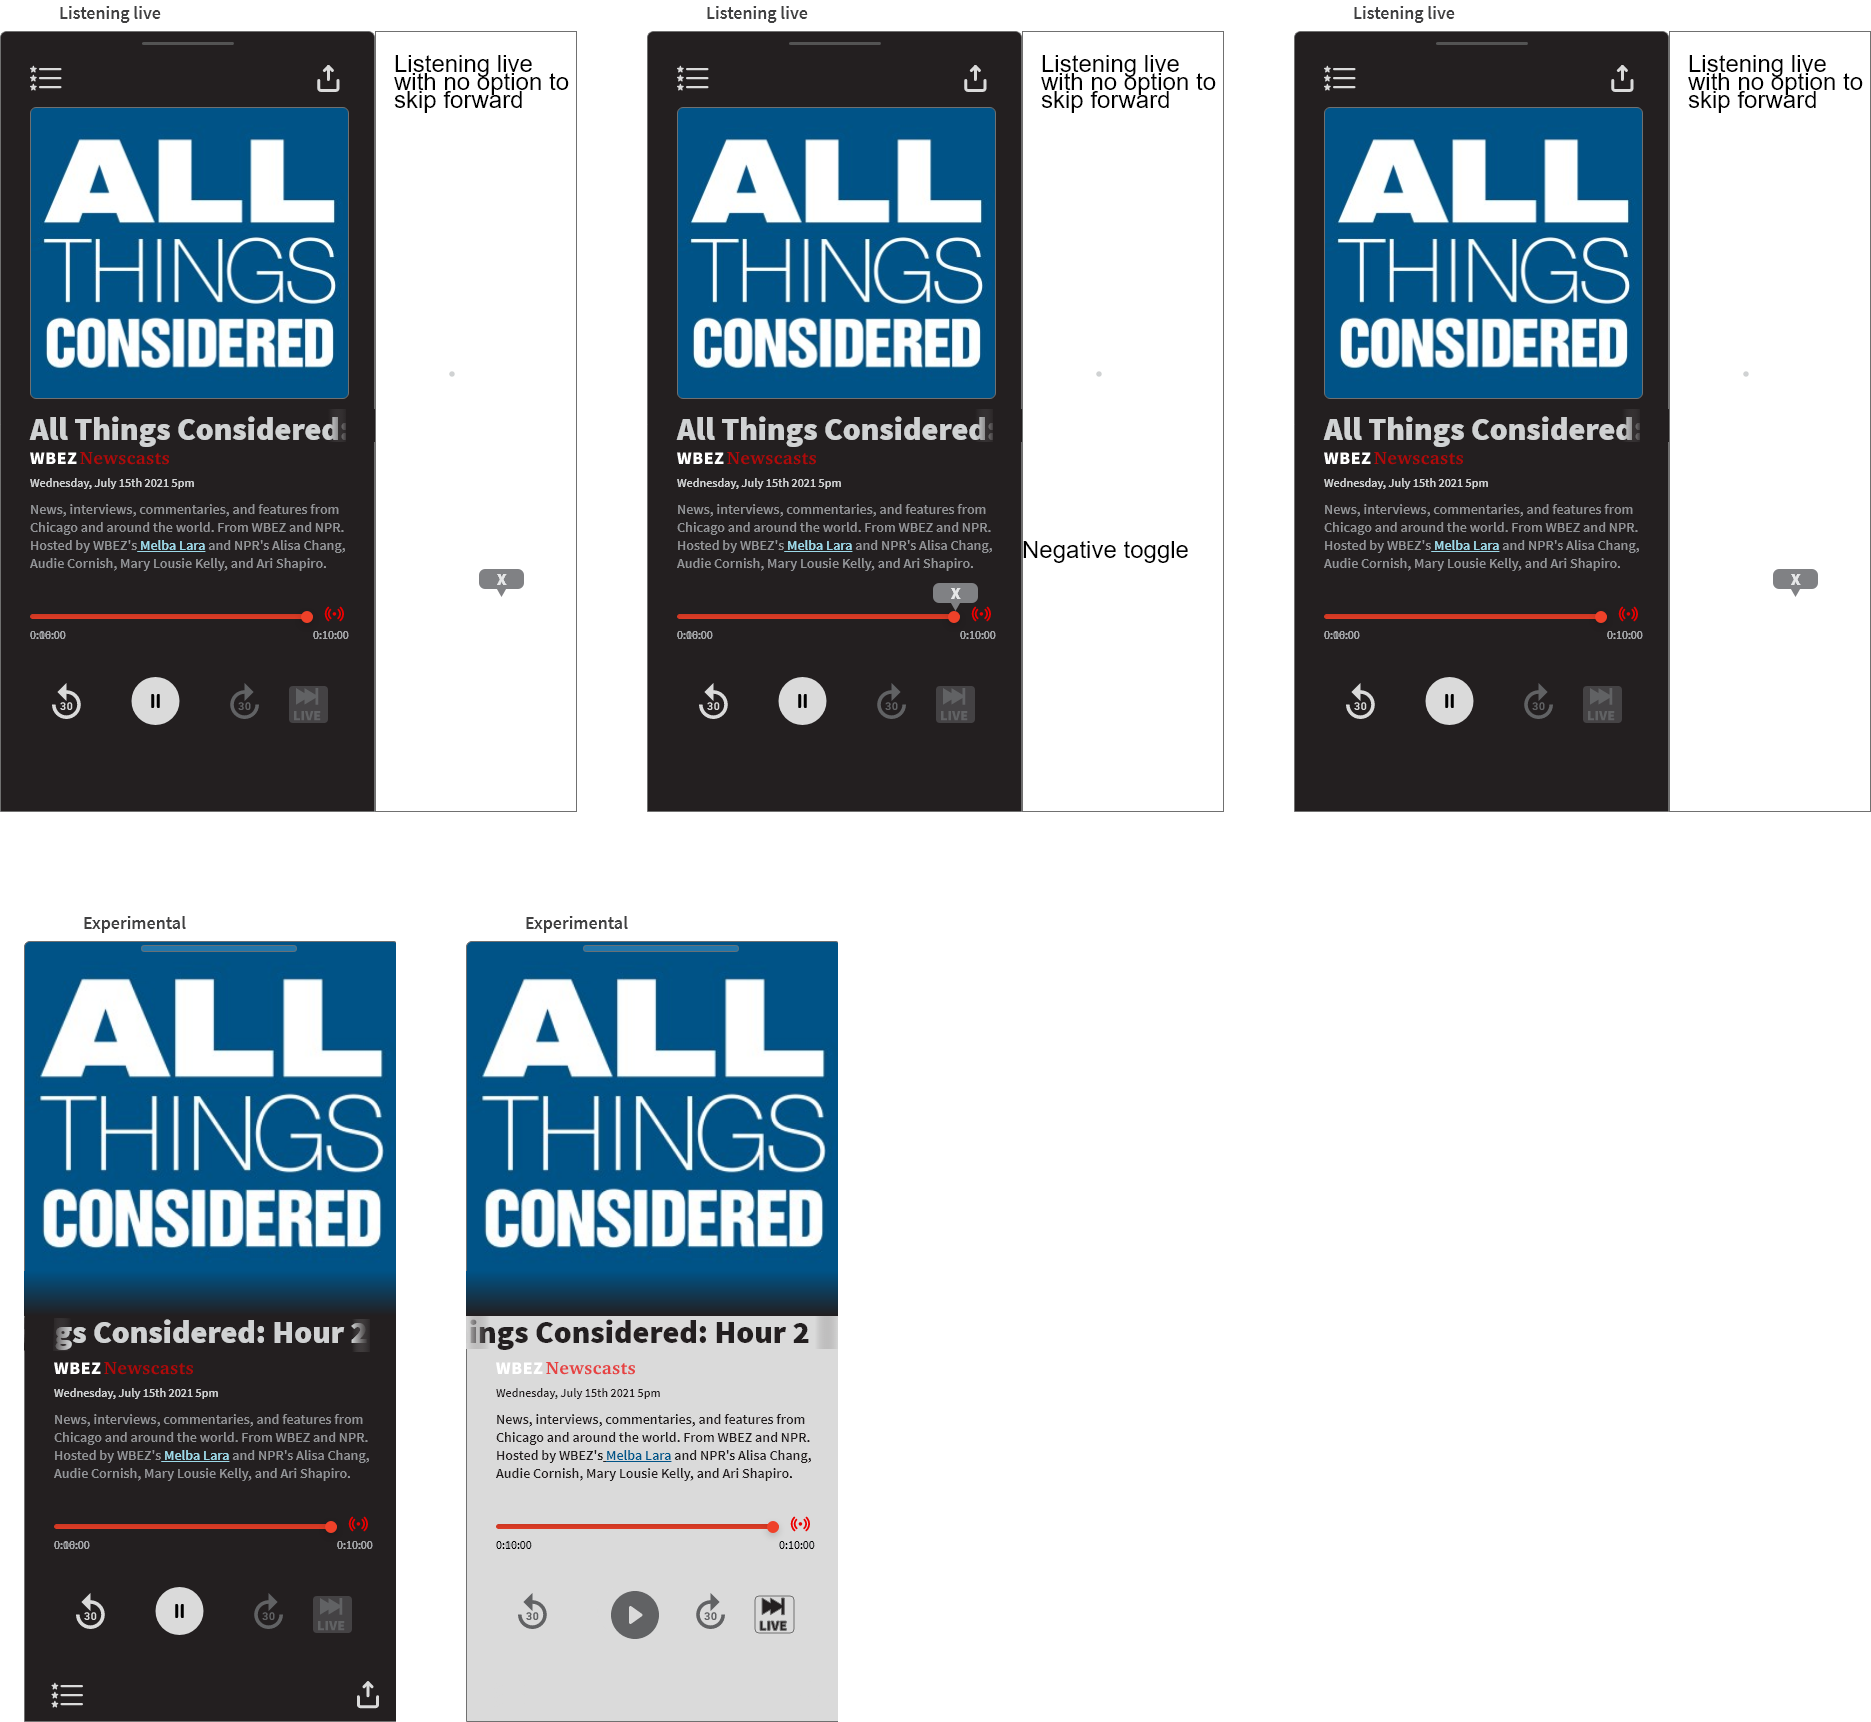 Listening live
Listening live
with no option to
skip forward
ALL
THINGS
CONSIDERED
All Things Considered:
WBEZ Newscasts
Wednesday, July 15th 2021 5pm
News, interviews, commentaries, and features from
Chicago and around the world. From WBEZ and NPR.
Hosted by WBEZ's Melba Lara and NPR's Alisa Chang,
Audie Cornish, Mary Lousie Kelly, and Ari Shapiro.
X
0:10:00
30
30
LIVE
Listening live
Listening live
with no option to
skip forward
ALL
THINGS
CONSIDERED
All Things Considered:
WBEZ Newscasts
Wednesday, July 15th 2021 5pm
News, interviews, commentaries, and features from
Chicago and around the world. From WBEZ and NPR.
Hosted by WBEZ's Melba Lara and NPR's Alisa Chang,
Audie Cornish, Mary Lousie Kelly, and Ari Shapiro.
Negative toggle
X
0:10:00
30
30
LIVE
Listening live
Listening live
with no option to
skip forward
ALL
THINGS
CONSIDERED
All Things Considered:
WBEZ Newscasts
Wednesday, July 15th 2021 5pm
News, interviews, commentaries, and features from
Chicago and around the world. From WBEZ and NPR.
Hosted by WBEZ's Melba Lara and NPR's Alisa Chang,
Audie Cornish, Mary Lousie Kelly, and Ari Shapiro.
X
0:10:00
30
30
LIVE
Experimental
ALL
THINGS
CONSIDERED
gs Considered: Hour 2
WBEZ Newscasts
Wednesday, July 15th 2021 5pm
News, interviews, commentaries, and features from
Chicago and around the world. From WBEZ and NPR.
Hosted by WBEZ's Melba Lara and NPR's Alisa Chang,
Audie Cornish, Mary Lousie Kelly, and Ari Shapiro.
0:10:00
30
30
LIVE
Experimental
ALL
THINGS
CONSIDERED
ings Considered: Hour 2
WBEZ Newscasts
Wednesday, July 15th 2021 5pm
News, interviews, commentaries, and features from
Chicago and around the world. From WBEZ and NPR.
Hosted by WBEZ's Melba Lara and NPR's Alisa Chang,
Audie Cornish, Mary Lousie Kelly, and Ari Shapiro.
0:10:00
0:10:00
30
30
LIVE